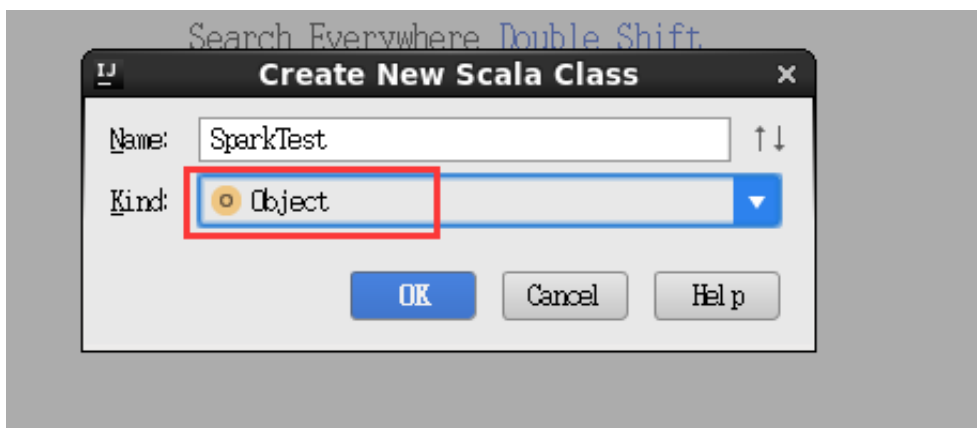 Search Everywhere Double Shift
IJ Create New Scala Class
Name: SparkTest
Kind: Object
OK Cancel Help